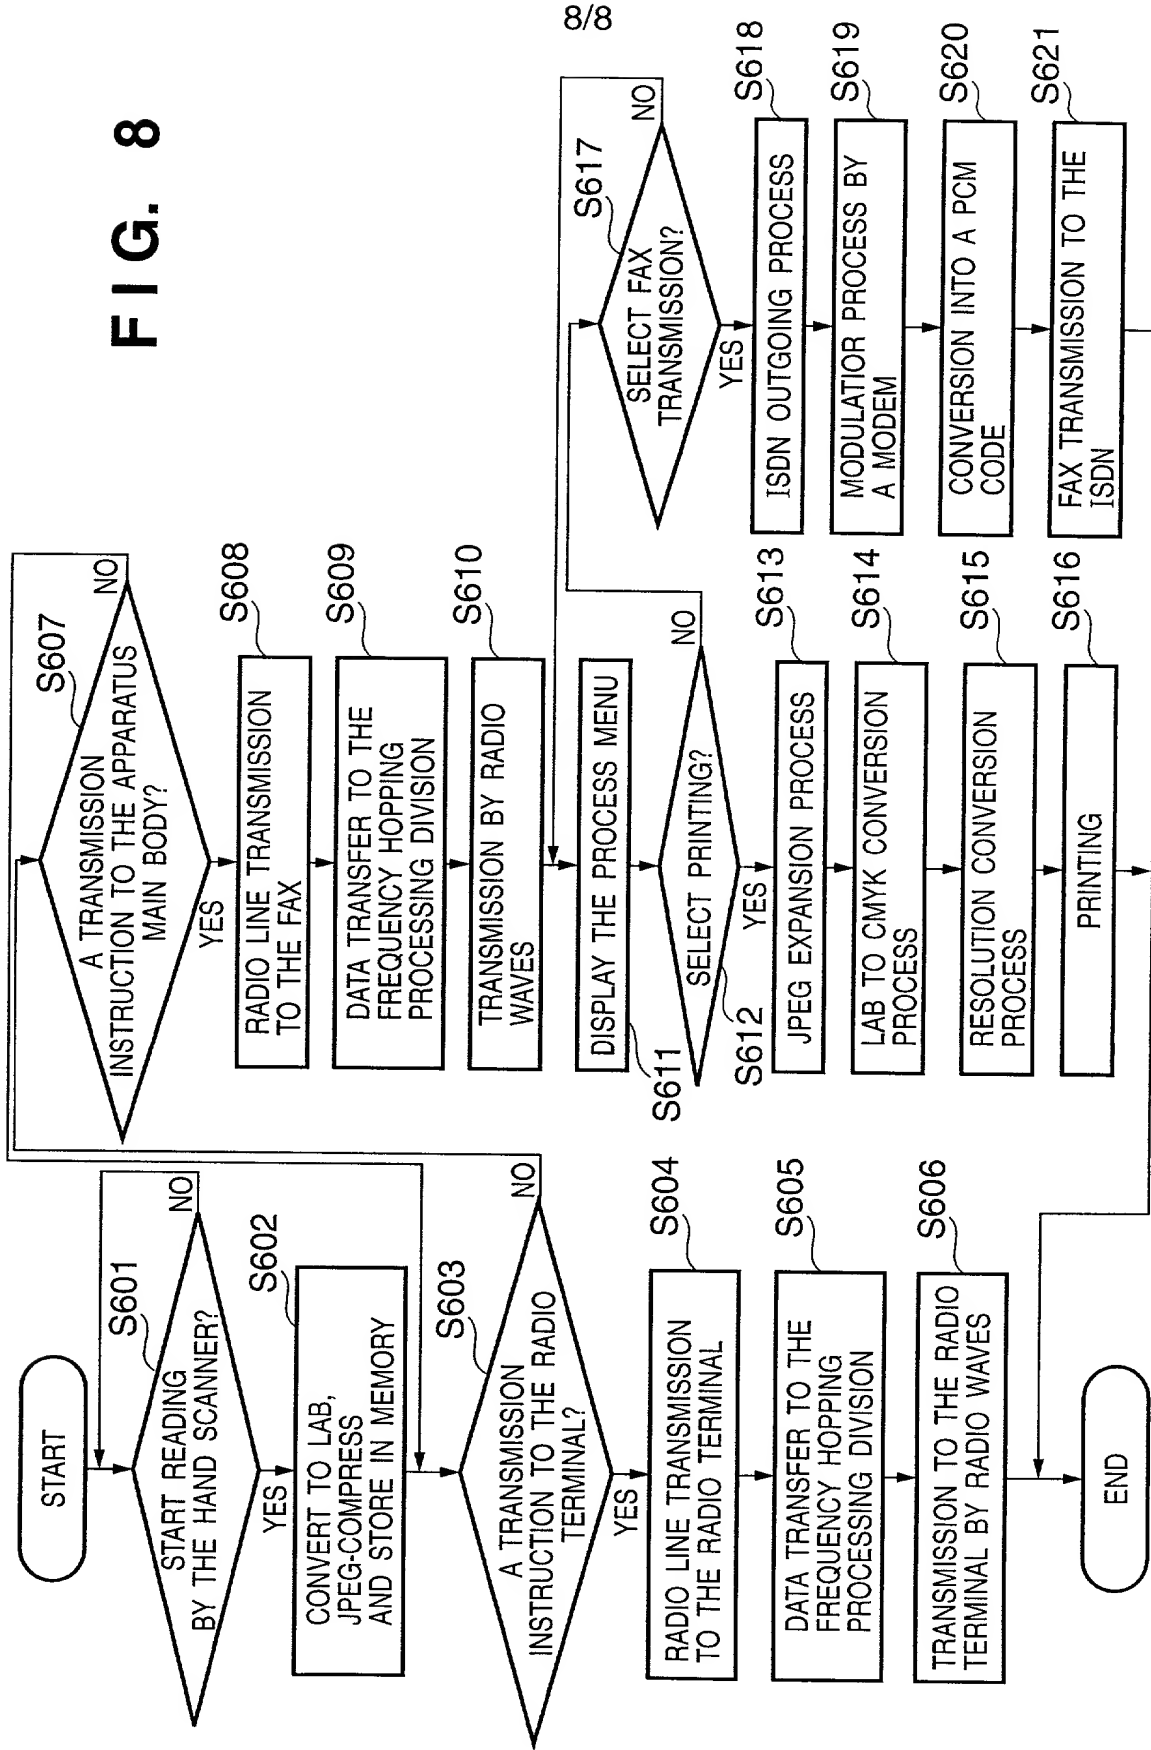 8/8
FIG. 8
START
S601
START READING
BY THE HAND SCANNER?
NO
YES
S602
CONVERT TO LAB,
JPEG-COMPRESS
AND STORE IN MEMORY
S603
A TRANSMISSION
INSTRUCTION TO THE RADIO
TERMINAL?
NO
YES
S604
RADIO LINE TRANSMISSION
TO THE RADIO TERMINAL
S605
DATA TRANSFER TO THE
FREQUENCY HOPPING
PROCESSING DIVISION
S606
TRANSMISSION TO THE RADIO
TERMINAL BY RADIO WAVES
END
S607
A TRANSMISSION
INSTRUCTION TO THE APPARATUS
MAIN BODY?
NO
YES
S608
RADIO LINE TRANSMISSION
TO THE FAX
S609
DATA TRANSFER TO THE
FREQUENCY HOPPING
PROCESSING DIVISION
S610
TRANSMISSION BY RADIO
WAVES
DISPLAY THE PROCESS MENU
S611
SELECT PRINTING?
NO
S612
YES
S613
JPEG EXPANSION PROCESS
S614
LAB TO CMYK CONVERSION
PROCESS
S615
RESOLUTION CONVERSION
PROCESS
S616
PRINTING
S617
SELECT FAX
TRANSMISSION?
NO
YES
S618
ISDN OUTGOING PROCESS
S619
MODULATIOR PROCESS BY
A MODEM
S620
CONVERSION INTO A PCM
CODE
S621
FAX TRANSMISSION TO THE
ISDN